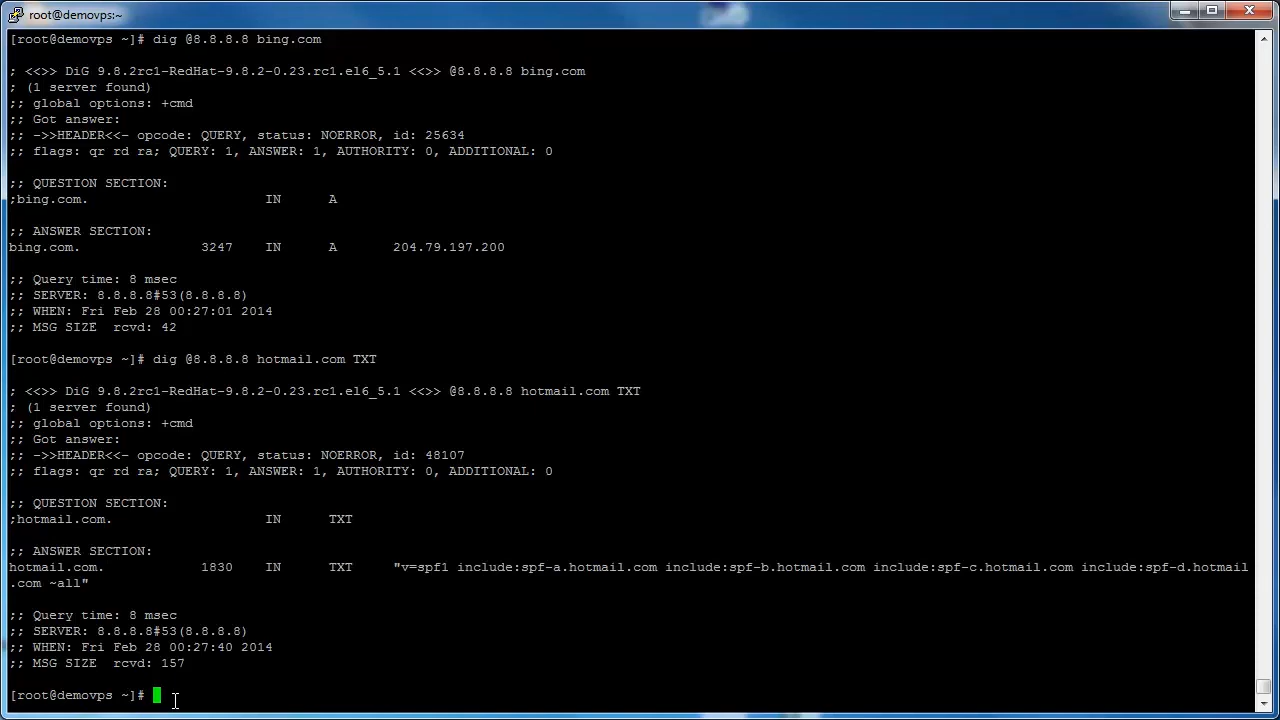 root@demovps:~
[root@demovps ~]# dig @8.8.8.8 bing.com
; <<>> DiG 9.8.2rc1-RedHat-9.8.2-0.23.rc1.el6_5.1 <<>> @8.8.8.8 bing.com
; (1 server found)
;; global options: +cmd
;; Got answer:
;; ->>HEADER<<- opcode: QUERY, status: NOERROR, id: 25634
;; flags: qr rd ra; QUERY: 1, ANSWER: 1, AUTHORITY: 0, ADDITIONAL: 0
;; QUESTION SECTION:
;bing.com. IN A
;; ANSWER SECTION:
bing.com. 3247 IN A 204.79.197.200
;; Query time: 8 msec
;; SERVER: 8.8.8.8#53(8.8.8.8)
;; WHEN: Fri Feb 28 00:27:01 2014
;; MSG SIZE rcvd: 42
[root@demovps ~]# dig @8.8.8.8 hotmail.com TXT
; <<>> DiG 9.8.2rc1-RedHat-9.8.2-0.23.rc1.el6_5.1 <<>> @8.8.8.8 hotmail.com TXT
; (1 server found)
;; global options: +cmd
;; Got answer:
;; ->>HEADER<<- opcode: QUERY, status: NOERROR, id: 48107
;; flags: qr rd ra; QUERY: 1, ANSWER: 1, AUTHORITY: 0, ADDITIONAL: 0
;; QUESTION SECTION:
;hotmail.com. IN TXT
;; ANSWER SECTION:
hotmail.com. 1830 IN TXT "v=spf1 include:spf-a.hotmail.com include:spf-b.hotmail.com include:spf-c.hotmail.com include:spf-d.hotmail
.com ~all"
;; Query time: 8 msec
;; SERVER: 8.8.8.8#53(8.8.8.8)
;; WHEN: Fri Feb 28 00:27:40 2014
;; MSG SIZE rcvd: 157
[root@demovps ~]#